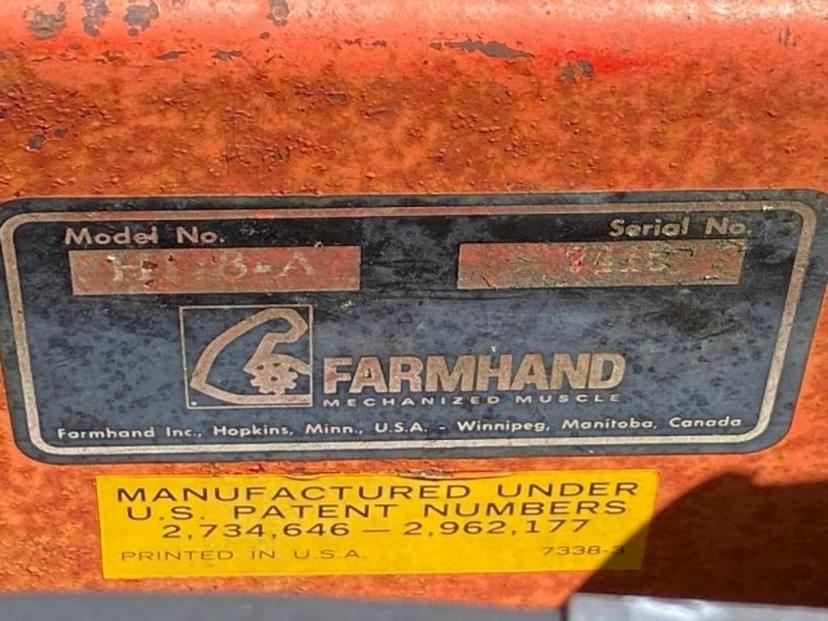 Model No.
Serial No.
FARMHAND
MECHANIZED MUSCLE
Farmhand Inc., Hopkins, Minn., U.S.A. - Winnipeg, Manitoba, Canada
MANUFACTURED UNDER
U.S. PATENT NUMBERS
2,734,646 — 2,962,177
PRINTED IN U.S.A. 7338-3